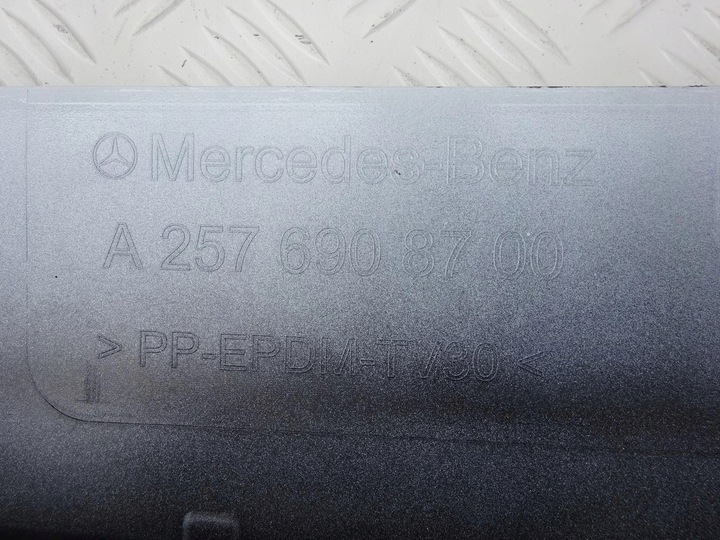 Mercedes-Benz
A 257 690 87 00
> PP-EPDM-TV30 <